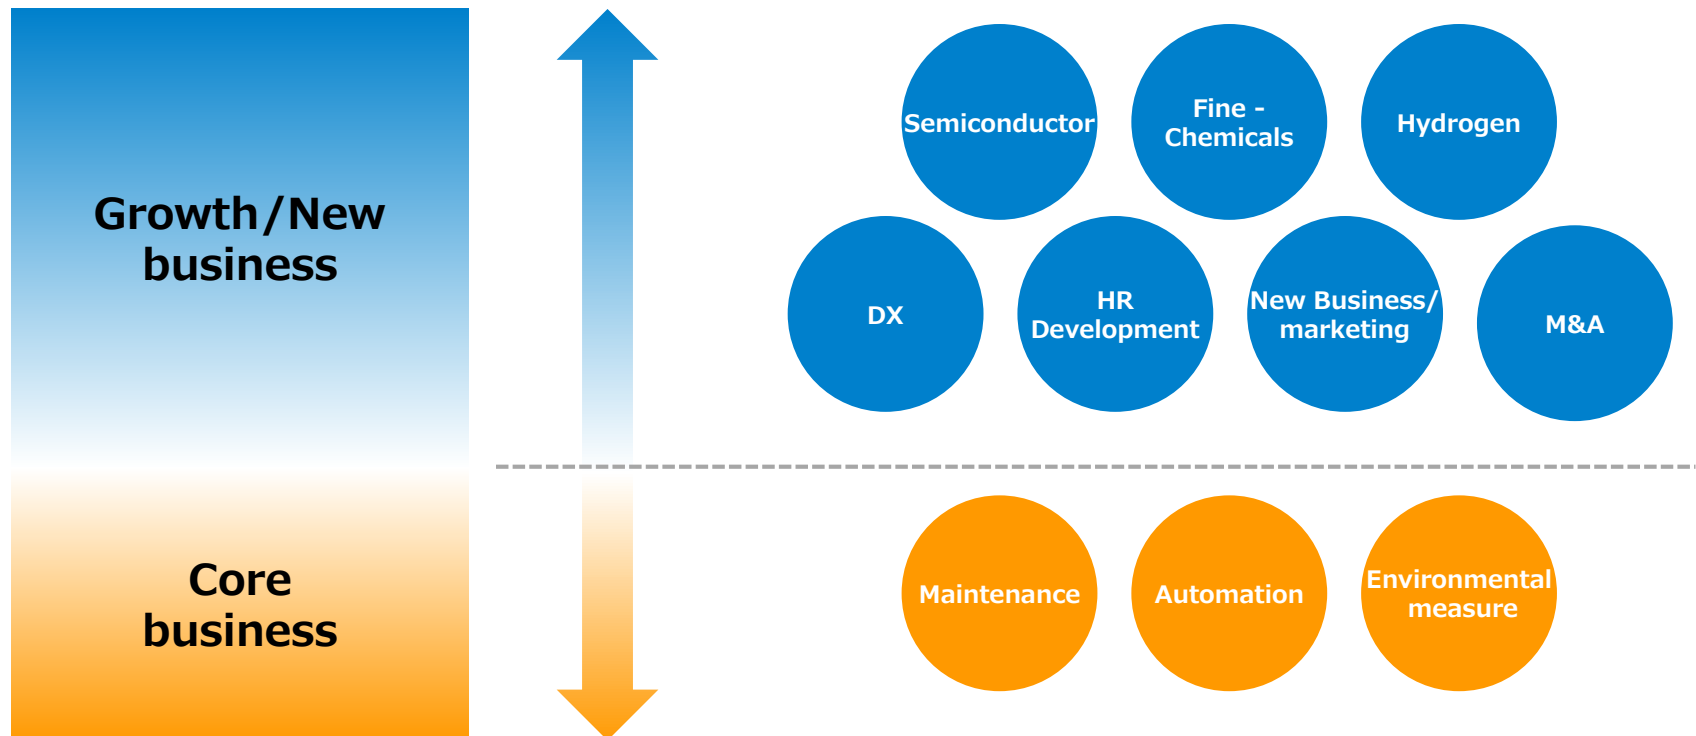 Growth/New
business
Semiconductor
Fine -
Chemicals
Hydrogen
DX
HR
Development
New Business/
marketing
M&A
Core
business
Maintenance
Automation
Environmental
measure